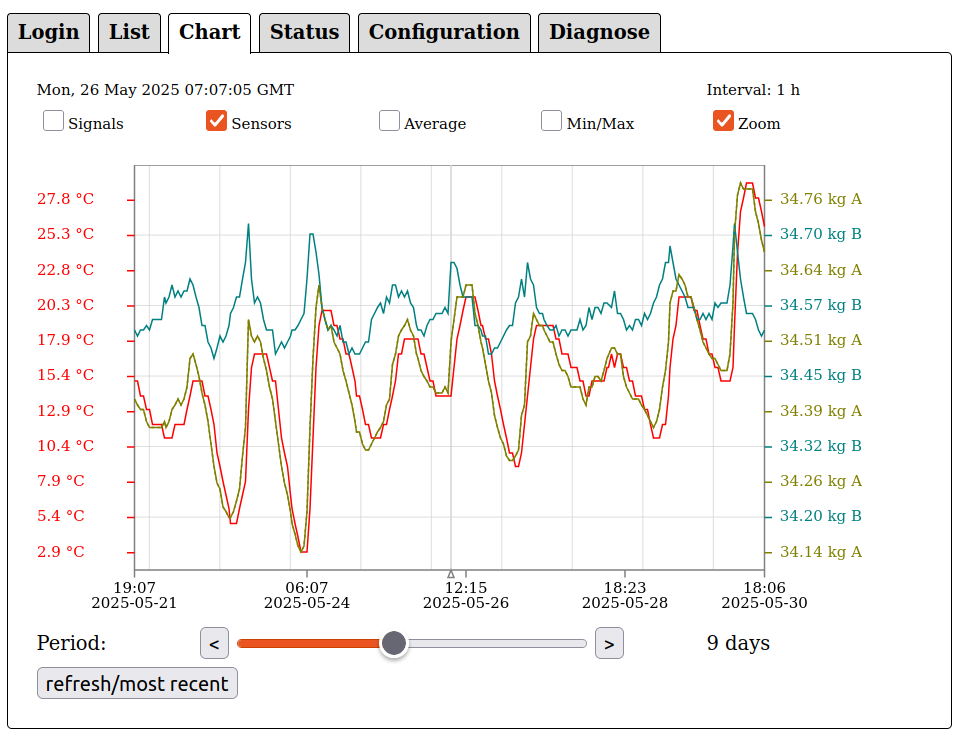 Login List Chart Status Configuration Diagnose
Mon, 26 May 2025 07:07:05 GMT Interval: 1 h
Signals Sensors Average Min/Max Zoom
27.8 °C 34.76 kg A
25.3 °C 34.70 kg B
22.8 °C 34.64 kg A
20.3 °C 34.57 kg B
17.9 °C 34.51 kg A
15.4 °C 34.45 kg B
12.9 °C 34.39 kg A
10.4 °C 34.32 kg B
7.9 °C 34.26 kg A
5.4 °C 34.20 kg B
2.9 °C 34.14 kg A
19:07 06:07 12:15 18:23 18:06
2025-05-21 2025-05-24 2025-05-26 2025-05-28 2025-05-30
Period: < > 9 days
refresh/most recent